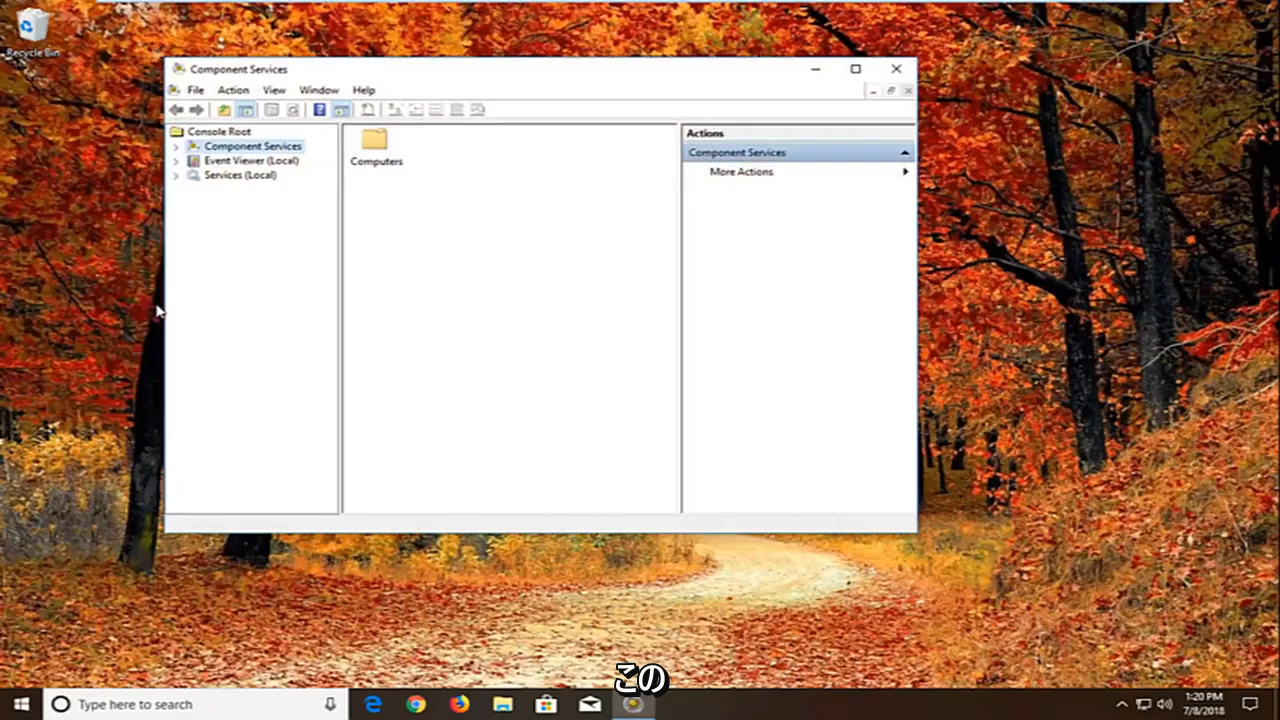 Recycle Bin
Component Services
File Action View Window Help
Console Root
Component Services
Event Viewer (Local)
Services (Local)
Computers
Actions
Component Services
More Actions
この
Type here to search
1:20 PM
7/8/2018